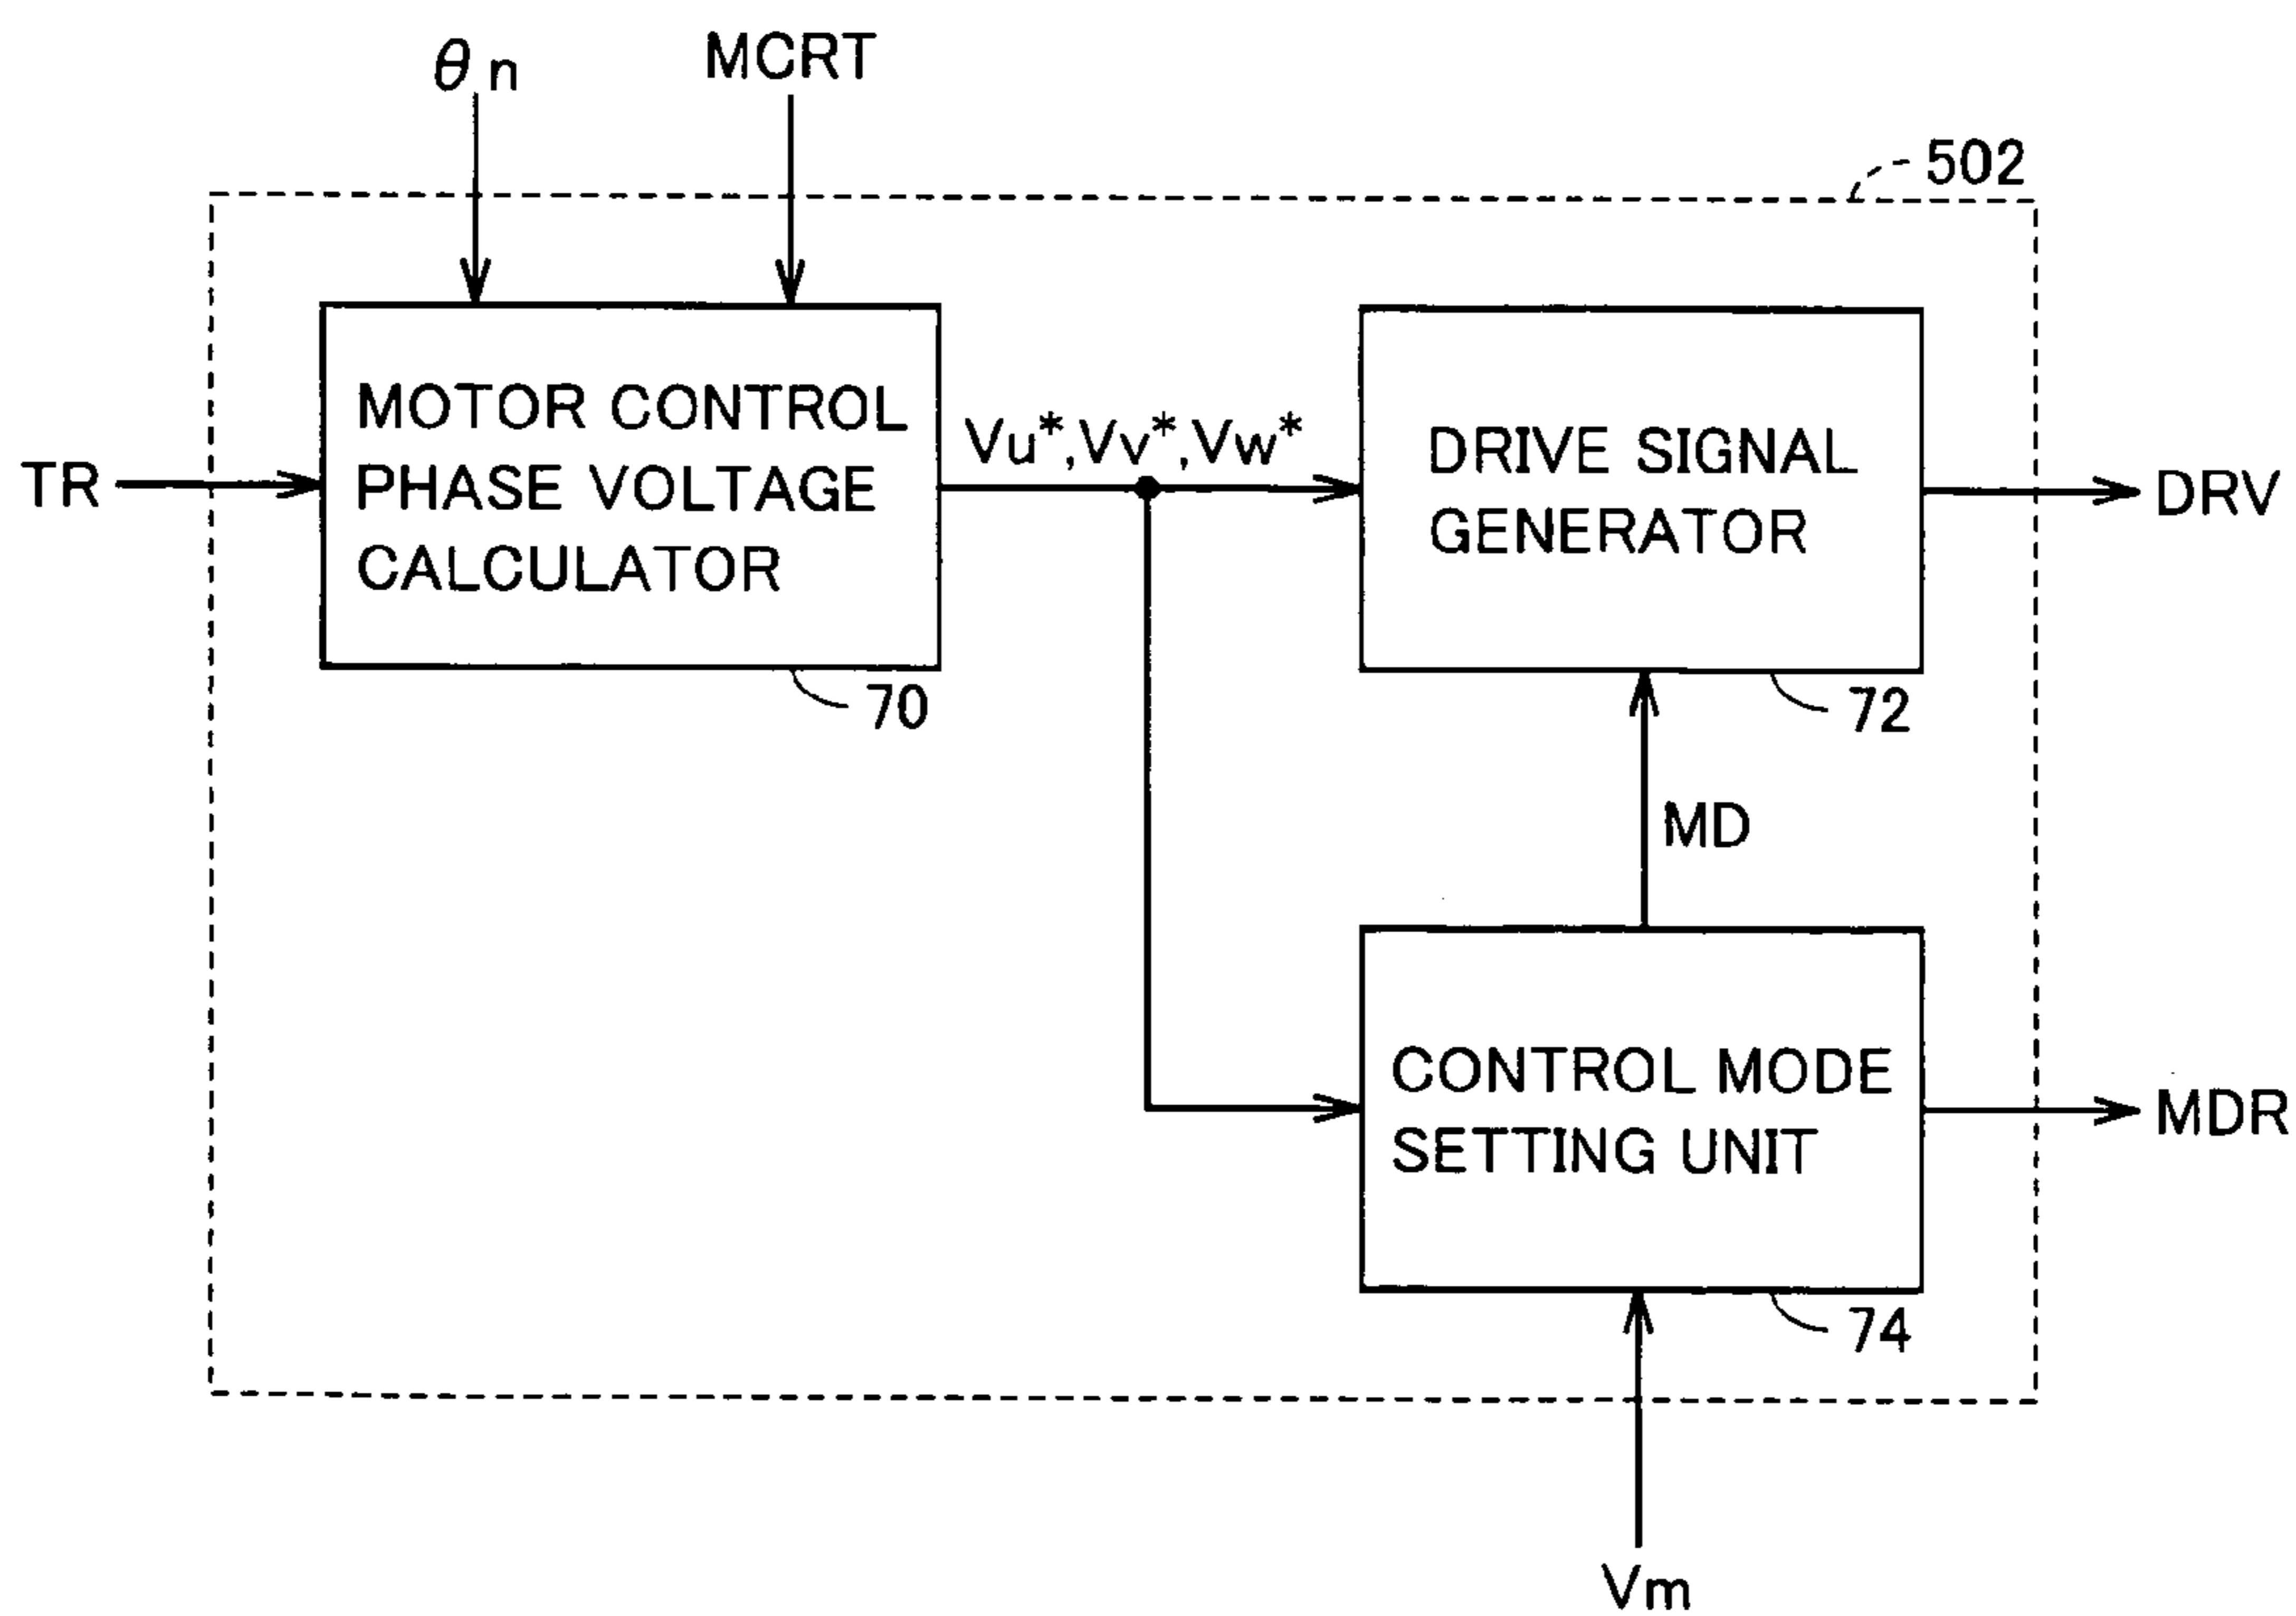 θn
MCRT
502
TR
MOTOR CONTROL
PHASE VOLTAGE
CALCULATOR
70
Vu*,Vv*,Vw*
DRIVE SIGNAL
GENERATOR
72
DRV
MD
CONTROL MODE
SETTING UNIT
74
MDR
Vm